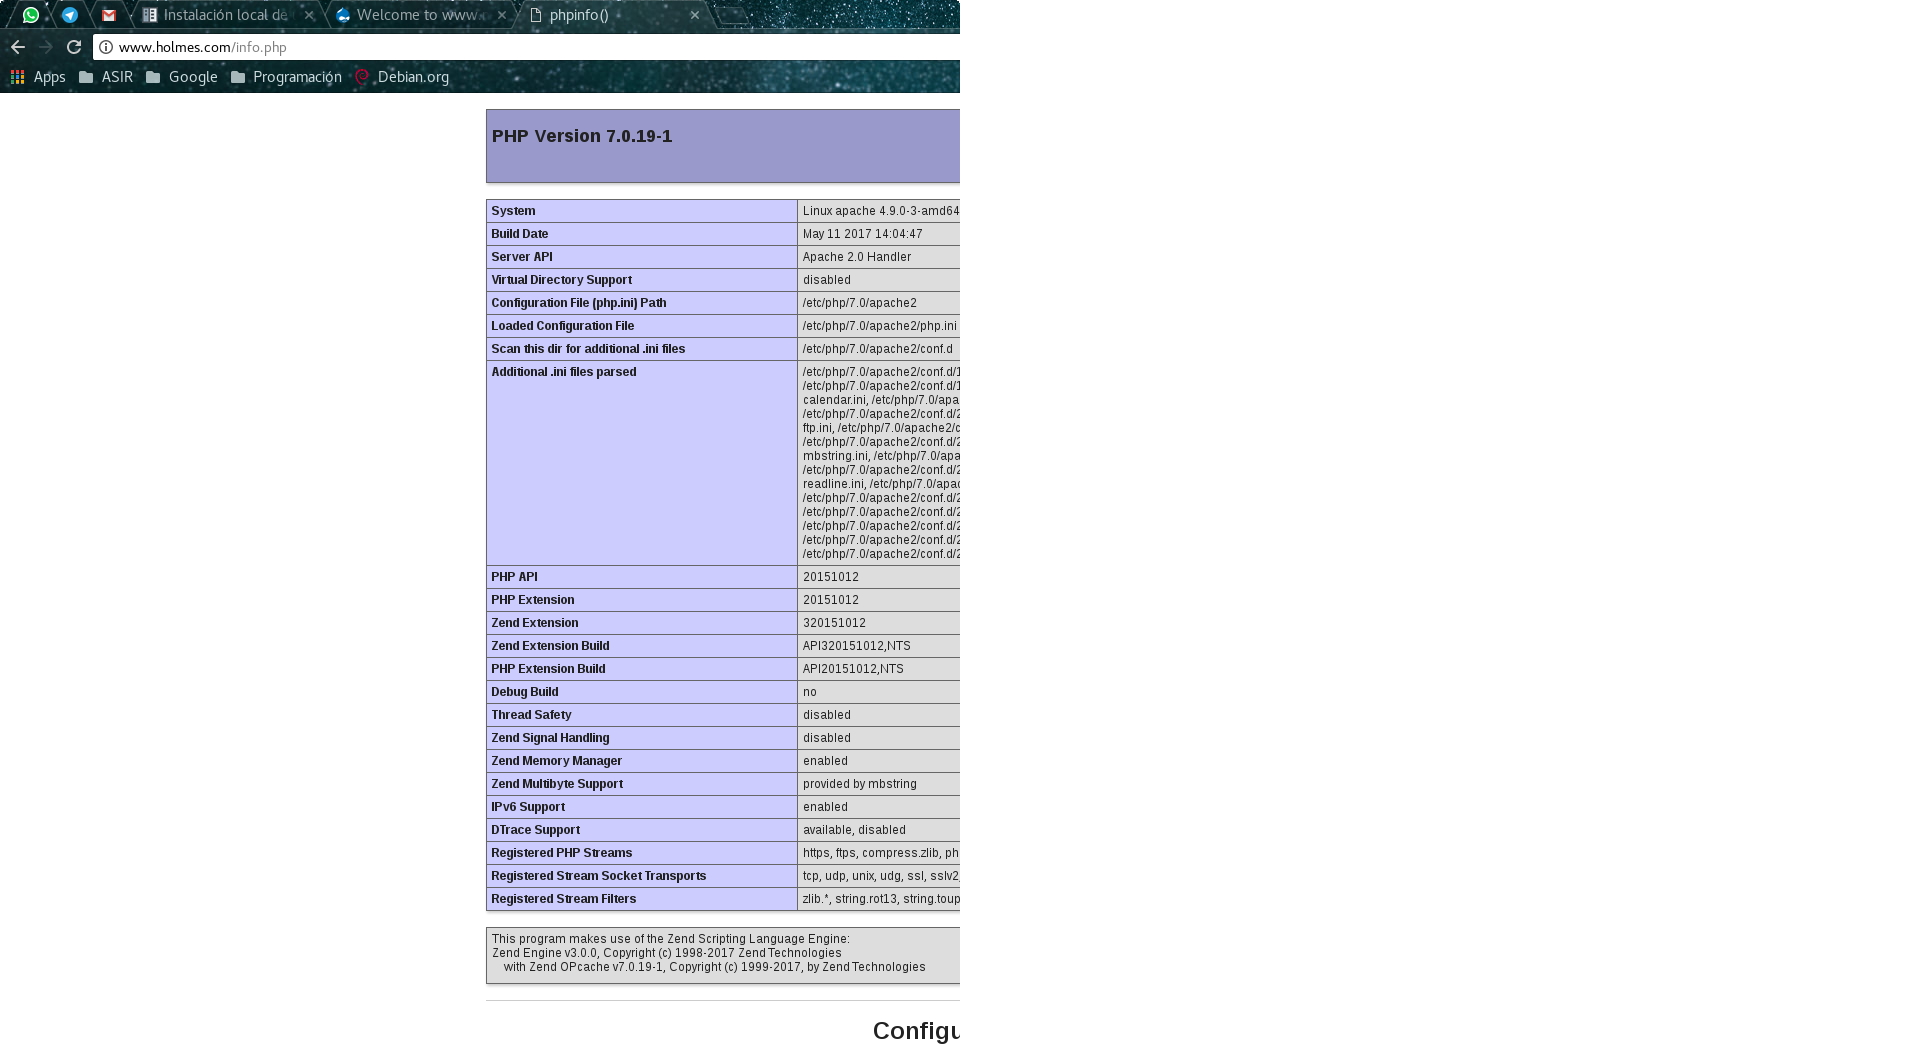 Instalación local de
Welcome to www.
phpinfo()
www.holmes.com/info.php
Apps ASIR Google Programación Debian.org
PHP Version 7.0.19-1
System Linux apache 4.9.0-3-amd64
Build Date May 11 2017 14:04:47
Server API Apache 2.0 Handler
Virtual Directory Support disabled
Configuration File (php.ini) Path /etc/php/7.0/apache2
Loaded Configuration File /etc/php/7.0/apache2/php.ini
Scan this dir for additional .ini files /etc/php/7.0/apache2/conf.d
Additional .ini files parsed /etc/php/7.0/apache2/conf.d/1
/etc/php/7.0/apache2/conf.d/1
calendar.ini, /etc/php/7.0/apa
/etc/php/7.0/apache2/conf.d/2
ftp.ini, /etc/php/7.0/apache2/c
/etc/php/7.0/apache2/conf.d/2
mbstring.ini, /etc/php/7.0/apa
/etc/php/7.0/apache2/conf.d/2
readline.ini, /etc/php/7.0/apac
/etc/php/7.0/apache2/conf.d/2
/etc/php/7.0/apache2/conf.d/2
/etc/php/7.0/apache2/conf.d/2
/etc/php/7.0/apache2/conf.d/2
/etc/php/7.0/apache2/conf.d/2
PHP API 20151012
PHP Extension 20151012
Zend Extension 320151012
Zend Extension Build API320151012,NTS
PHP Extension Build API20151012,NTS
Debug Build no
Thread Safety disabled
Zend Signal Handling disabled
Zend Memory Manager enabled
Zend Multibyte Support provided by mbstring
IPv6 Support enabled
DTrace Support available, disabled
Registered PHP Streams https, ftps, compress.zlib, ph
Registered Stream Socket Transports tcp, udp, unix, udg, ssl, sslv2,
Registered Stream Filters zlib.*, string.rot13, string.toup
This program makes use of the Zend Scripting Language Engine:
Zend Engine v3.0.0, Copyright (c) 1998-2017 Zend Technologies
with Zend OPcache v7.0.19-1, Copyright (c) 1999-2017, by Zend Technologies
Configu